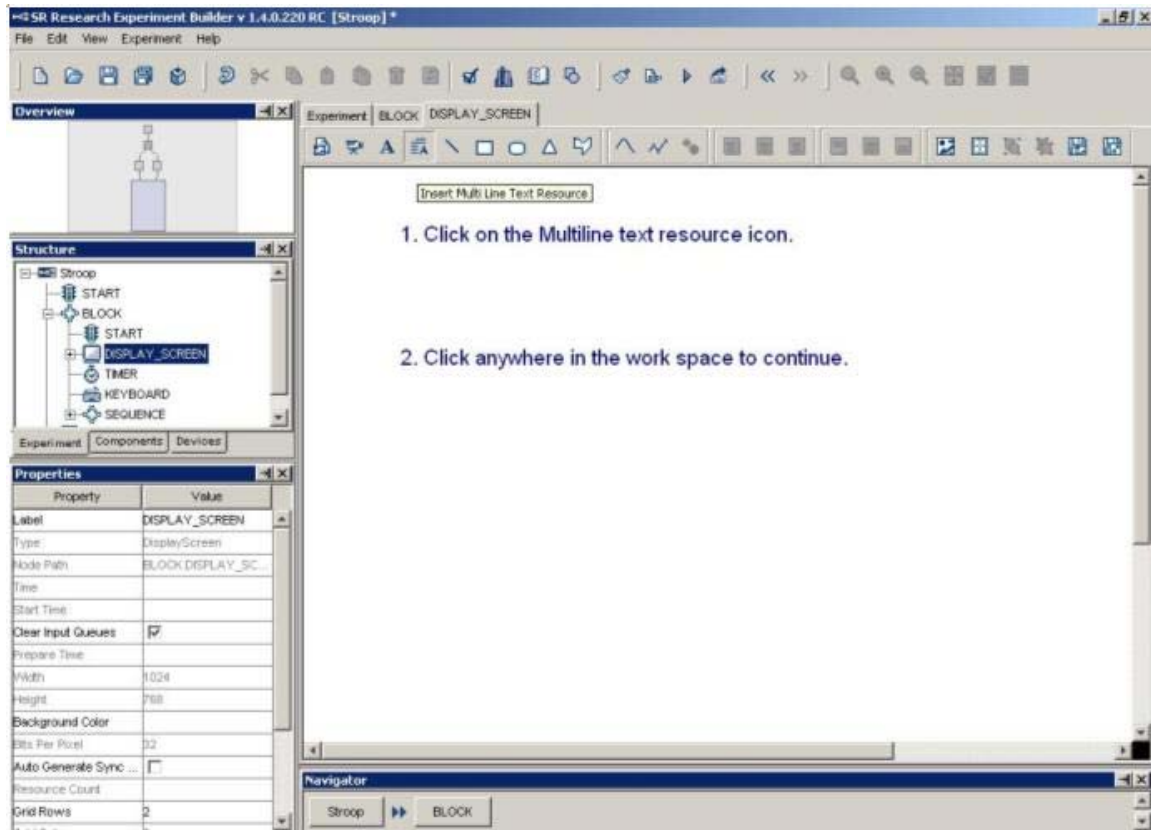 SR Research Experiment Builder v 1.4.0.220 RC [Stroop] *
File Edit View Experiment Help
Overview
Experiment BLOCK DISPLAY_SCREEN
A
Insert Multi Line Text Resource
1. Click on the Multiline text resource icon.
2. Click anywhere in the work space to continue.
Structure
Stroop
START
BLOCK
START
DISPLAY_SCREEN
TIMER
KEYBOARD
SEQUENCE
Experiment Components Devices
Properties
Property Value
Label DISPLAY_SCREEN
Type DisplayScreen
Node Path BLOCK.DISPLAY_SC...
Time
Start Time
Clear Input Queues
Prepare Time
Width 1024
Height 768
Background Color
Bits Per Pixel 32
Auto Generate Sync ...
Resource Count
Grid Rows 2
Navigator
Stroop BLOCK